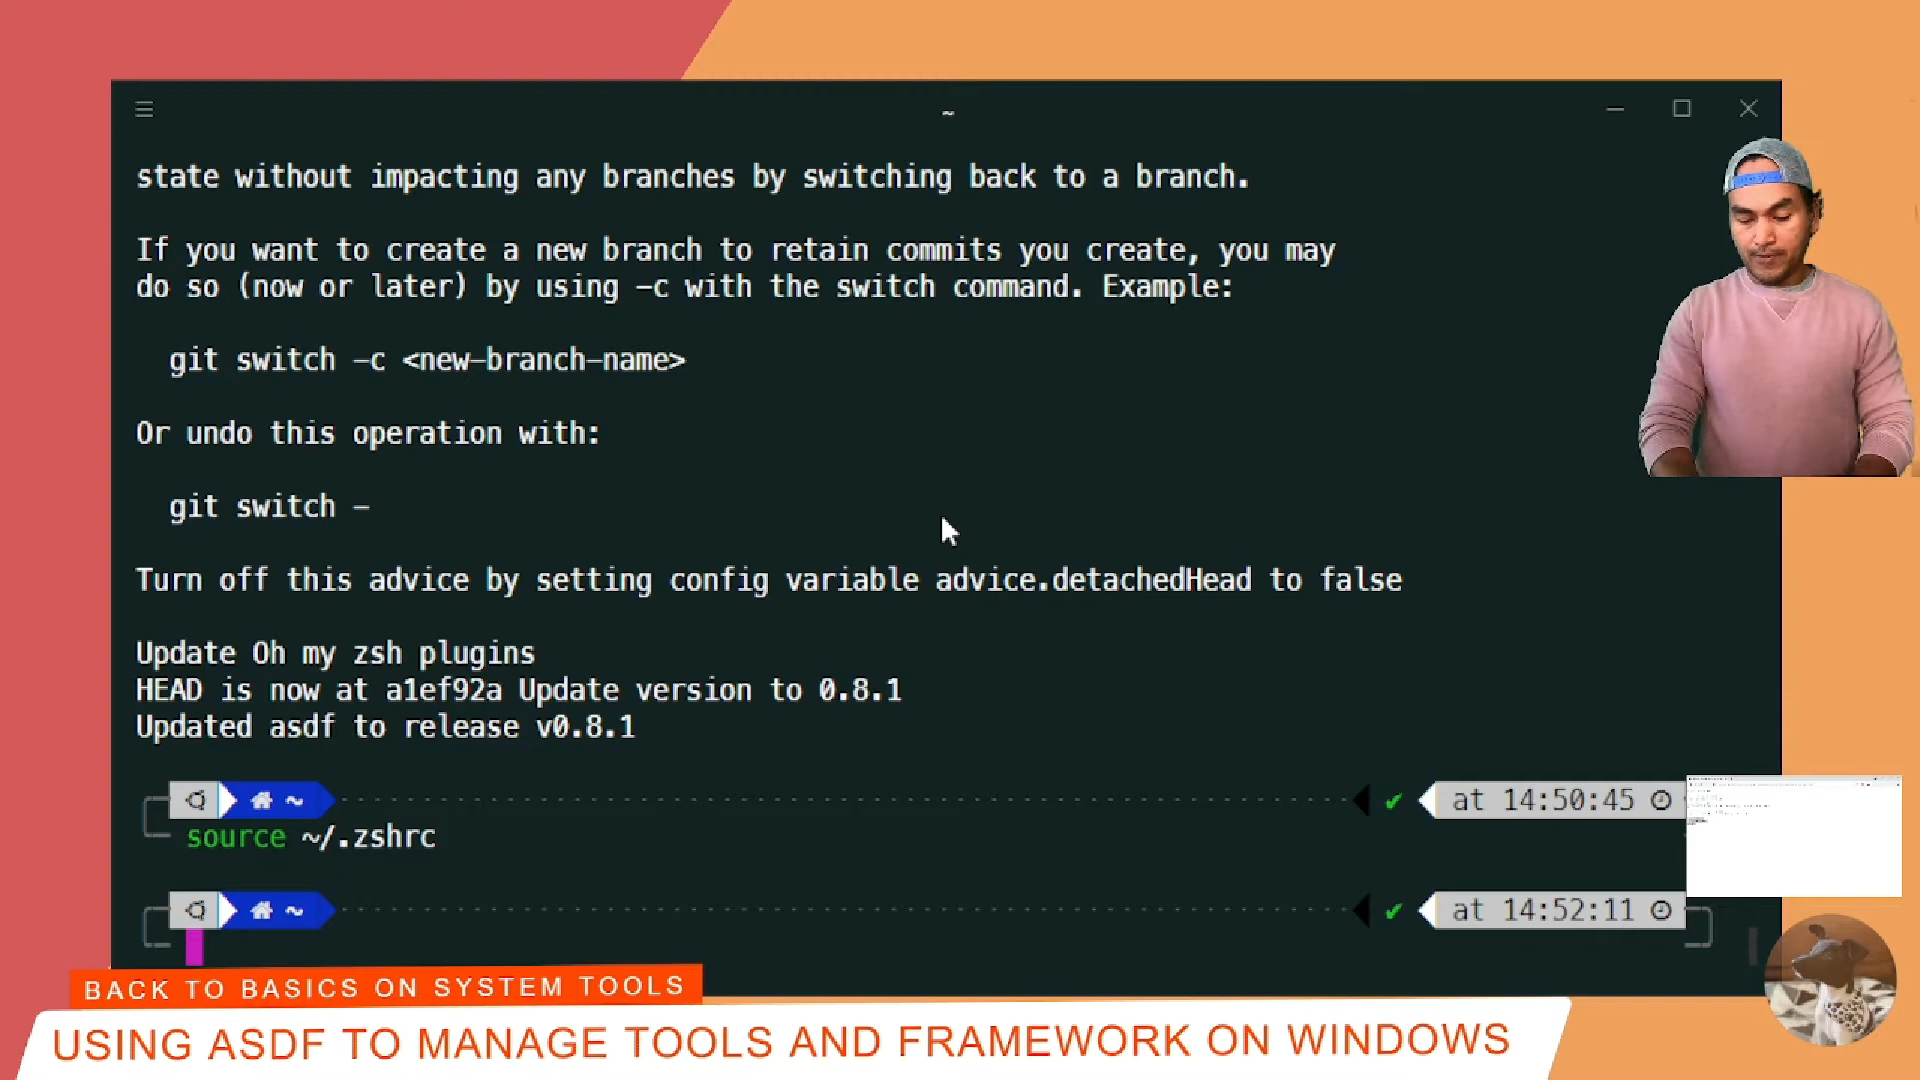 ~
state without impacting any branches by switching back to a branch.
If you want to create a new branch to retain commits you create, you may
do so (now or later) by using -c with the switch command. Example:
git switch -c <new-branch-name>
Or undo this operation with:
git switch -
Turn off this advice by setting config variable advice.detachedHead to false
Update Oh my zsh plugins
HEAD is now at a1ef92a Update version to 0.8.1
Updated asdf to release v0.8.1
~ at 14:50:45
source ~/.zshrc
~ at 14:52:11
BACK TO BASICS ON SYSTEM TOOLS
USING ASDF TO MANAGE TOOLS AND FRAMEWORK ON WINDOWS